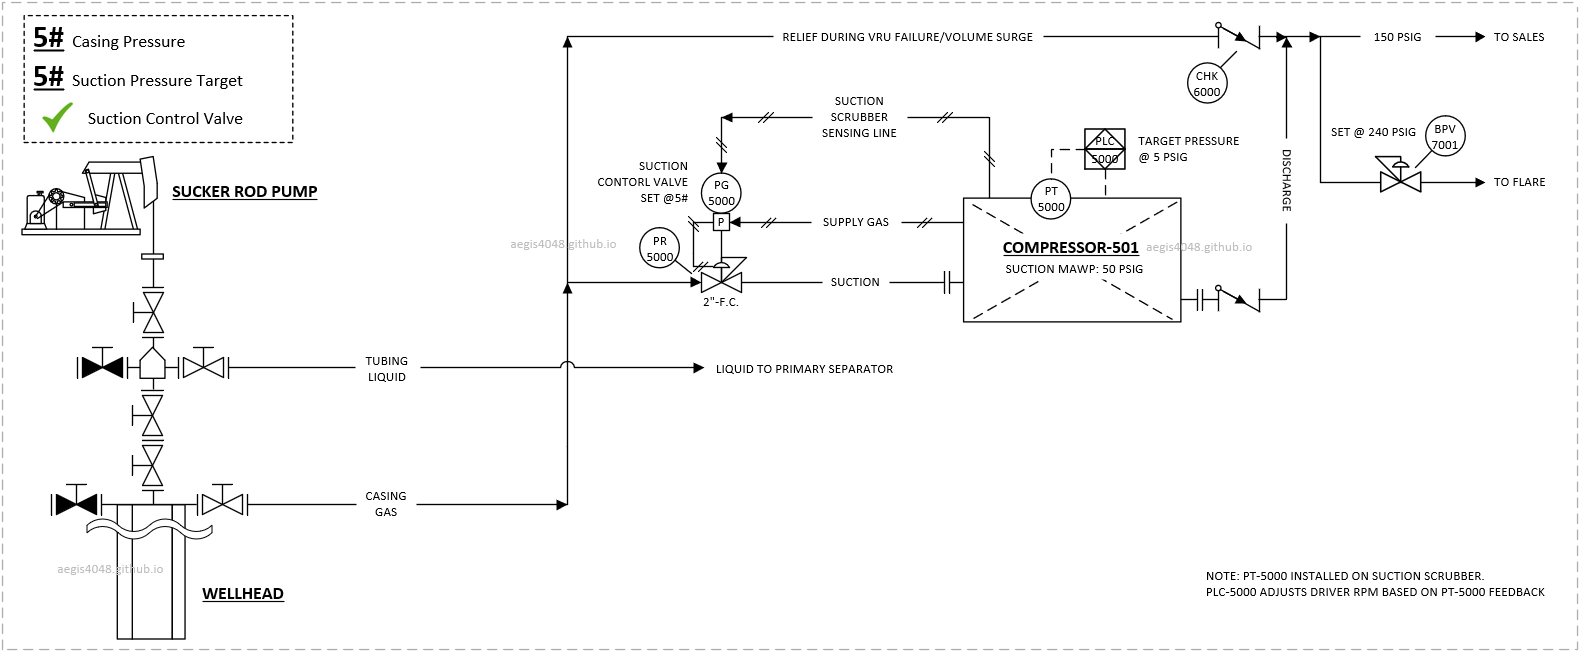 5# Casing Pressure
5# Suction Pressure Target
Suction Control Valve
SUCKER ROD PUMP
RELIEF DURING VRU FAILURE/VOLUME SURGE
150 PSIG
TO SALES
CHK
6000
SUCTION
SCRUBBER
SENSING LINE
PLC
5000
TARGET PRESSURE
@ 5 PSIG
SET @ 240 PSIG
BPV
7001
TO FLARE
DISCHARGE
SUCTION
CONTORL VALVE
SET @5#
PG
5000
P
PT
5000
SUPPLY GAS
PR
5000
aegis4048.github.io
COMPRESSOR-501
aegis4048.github.io
SUCTION MAWP: 50 PSIG
SUCTION
2"-F.C.
TUBING
LIQUID
LIQUID TO PRIMARY SEPARATOR
CASING
GAS
aegis4048.github.io
WELLHEAD
NOTE: PT-5000 INSTALLED ON SUCTION SCRUBBER.
PLC-5000 ADJUSTS DRIVER RPM BASED ON PT-5000 FEEDBACK